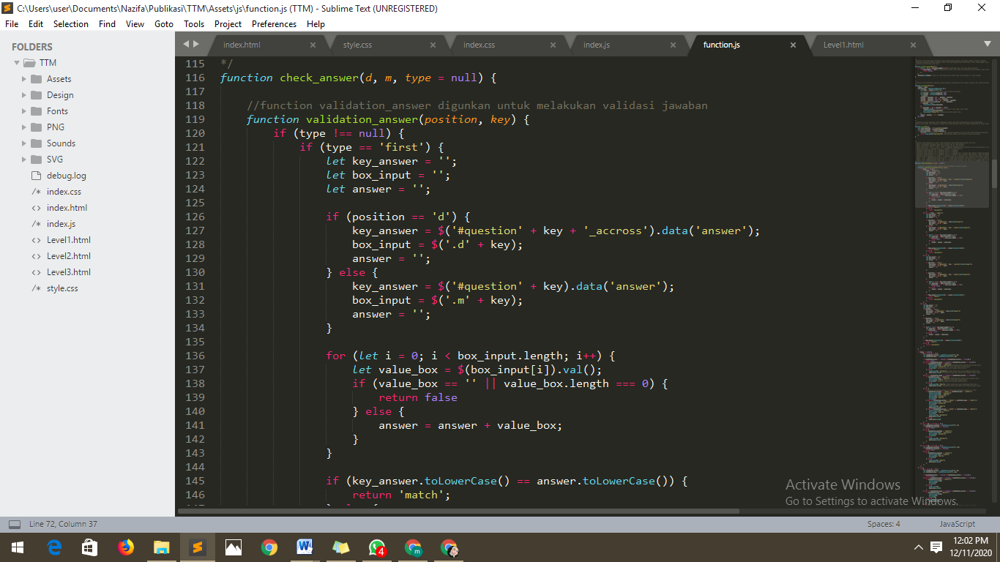 C:\Users\user\Documents\Nazifa\Publikasi\TTM\Assets\js\function.js (TTM) - Sublime Text (UNREGISTERED)
File Edit Selection Find View Goto Tools Project Preferences Help
FOLDERS
TTM
Assets
Design
Fonts
PNG
Sounds
SVG
debug.log
index.css
index.html
index.js
Level1.html
Level2.html
Level3.html
style.css
index.html style.css index.css index.js function.js Level1.html
115 */
116 function check_answer(d, m, type = null) {
117
118 //function validation_answer digunkan untuk melakukan validasi jawaban
119 function validation_answer(position, key) {
120 if (type !== null) {
121 if (type == 'first') {
122 let key_answer = '';
123 let box_input = '';
124 let answer = '';
125
126 if (position == 'd') {
127 key_answer = $('#question' + key + '_accross').data('answer');
128 box_input = $('.d' + key);
129 answer = '';
130 } else {
131 key_answer = $('#question' + key).data('answer');
132 box_input = $('.m' + key);
133 answer = '';
134 }
135
136 for (let i = 0; i < box_input.length; i++) {
137 let value_box = $(box_input[i]).val();
138 if (value_box == '' || value_box.length === 0) {
139 return false
140 } else {
141 answer = answer + value_box;
142 }
143 }
144
145 if (key_answer.toLowerCase() == answer.toLowerCase()) {
146 return 'match';
Activate Windows
Go to Settings to activate Windows.
Line 72, Column 37 Spaces: 4 JavaScript
4
m
12:02 PM
12/11/2020